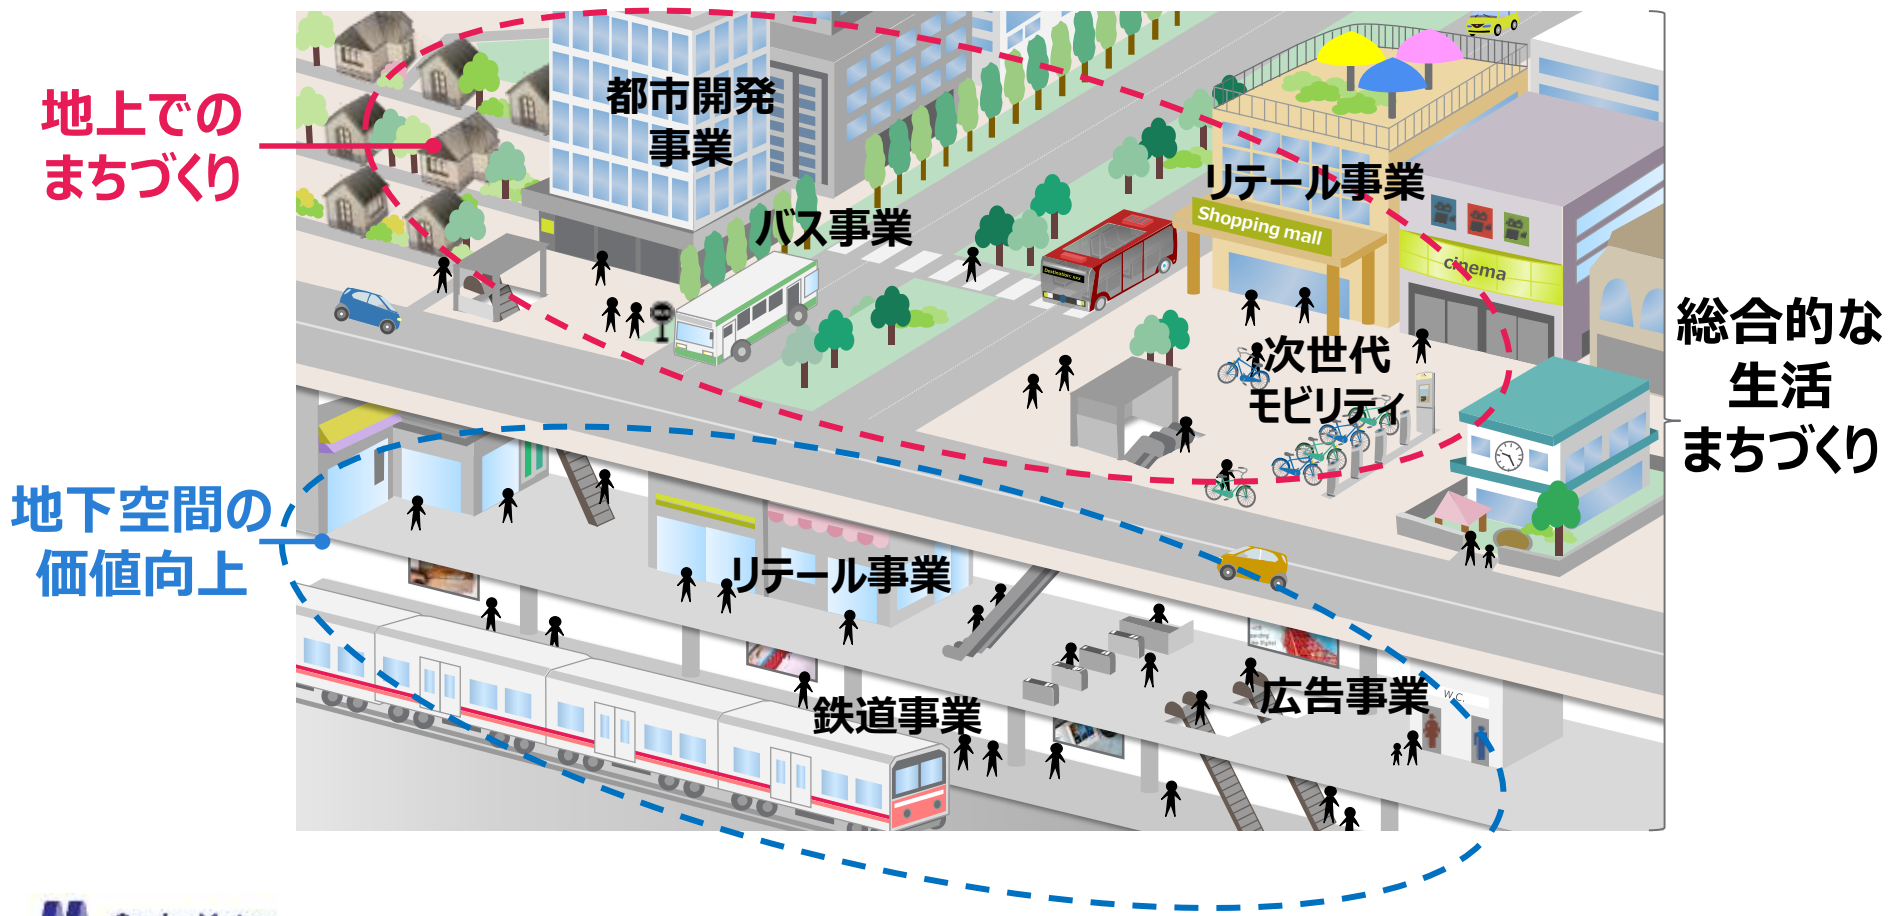 地上での
まちづくり
都市開発
事業
バス事業
リテール事業
Shopping mall
cinema
次世代
モビリティ
総合的な
生活
まちづくり
地下空間の
価値向上
リテール事業
鉄道事業
広告事業
W.C.